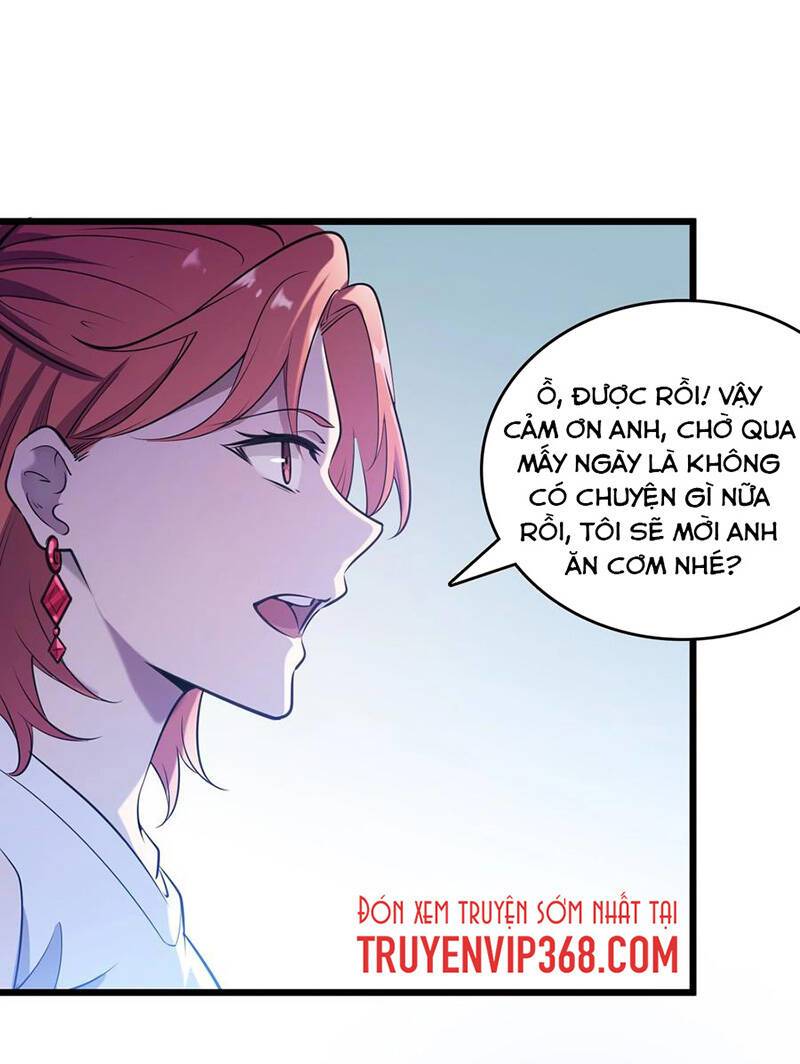 Ồ, ĐƯỢC RỒI! VẬY
CẢM ƠN ANH, CHỜ QUA
MẤY NGÀY LÀ KHÔNG
CÓ CHUYỆN GÌ NỮA
RỒI, TÔI SẼ MỜI ANH
ĂN CƠM NHÉ?
ĐÓN XEM TRUYỆN SỚM NHẤT TẠI
TRUYENVIP368.COM